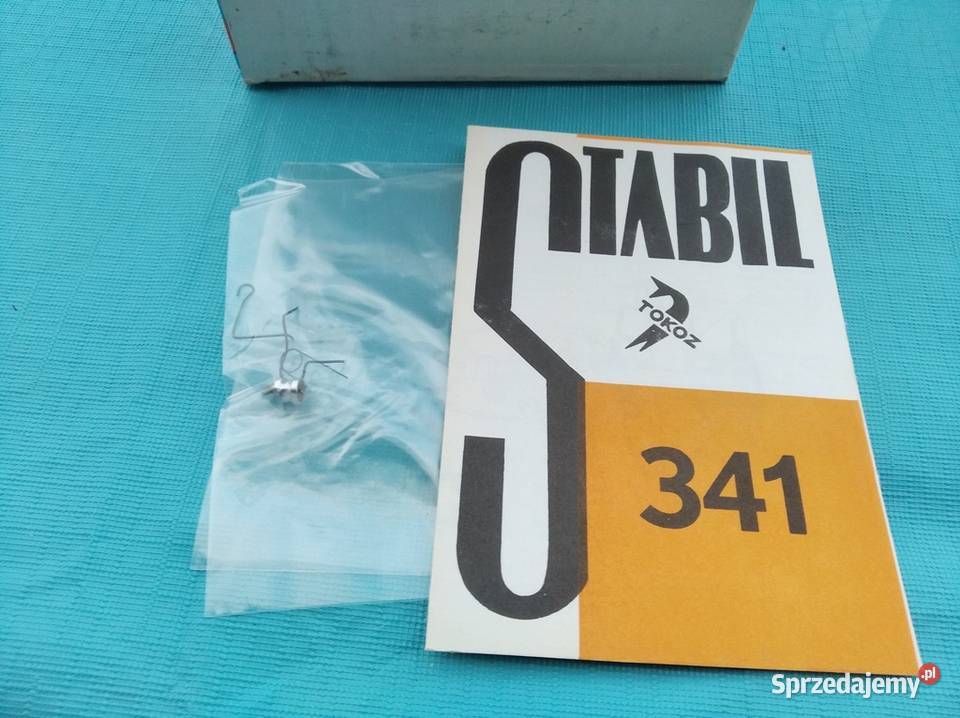 STABIL
TOKOZ
341
Sprzedajemy.pl